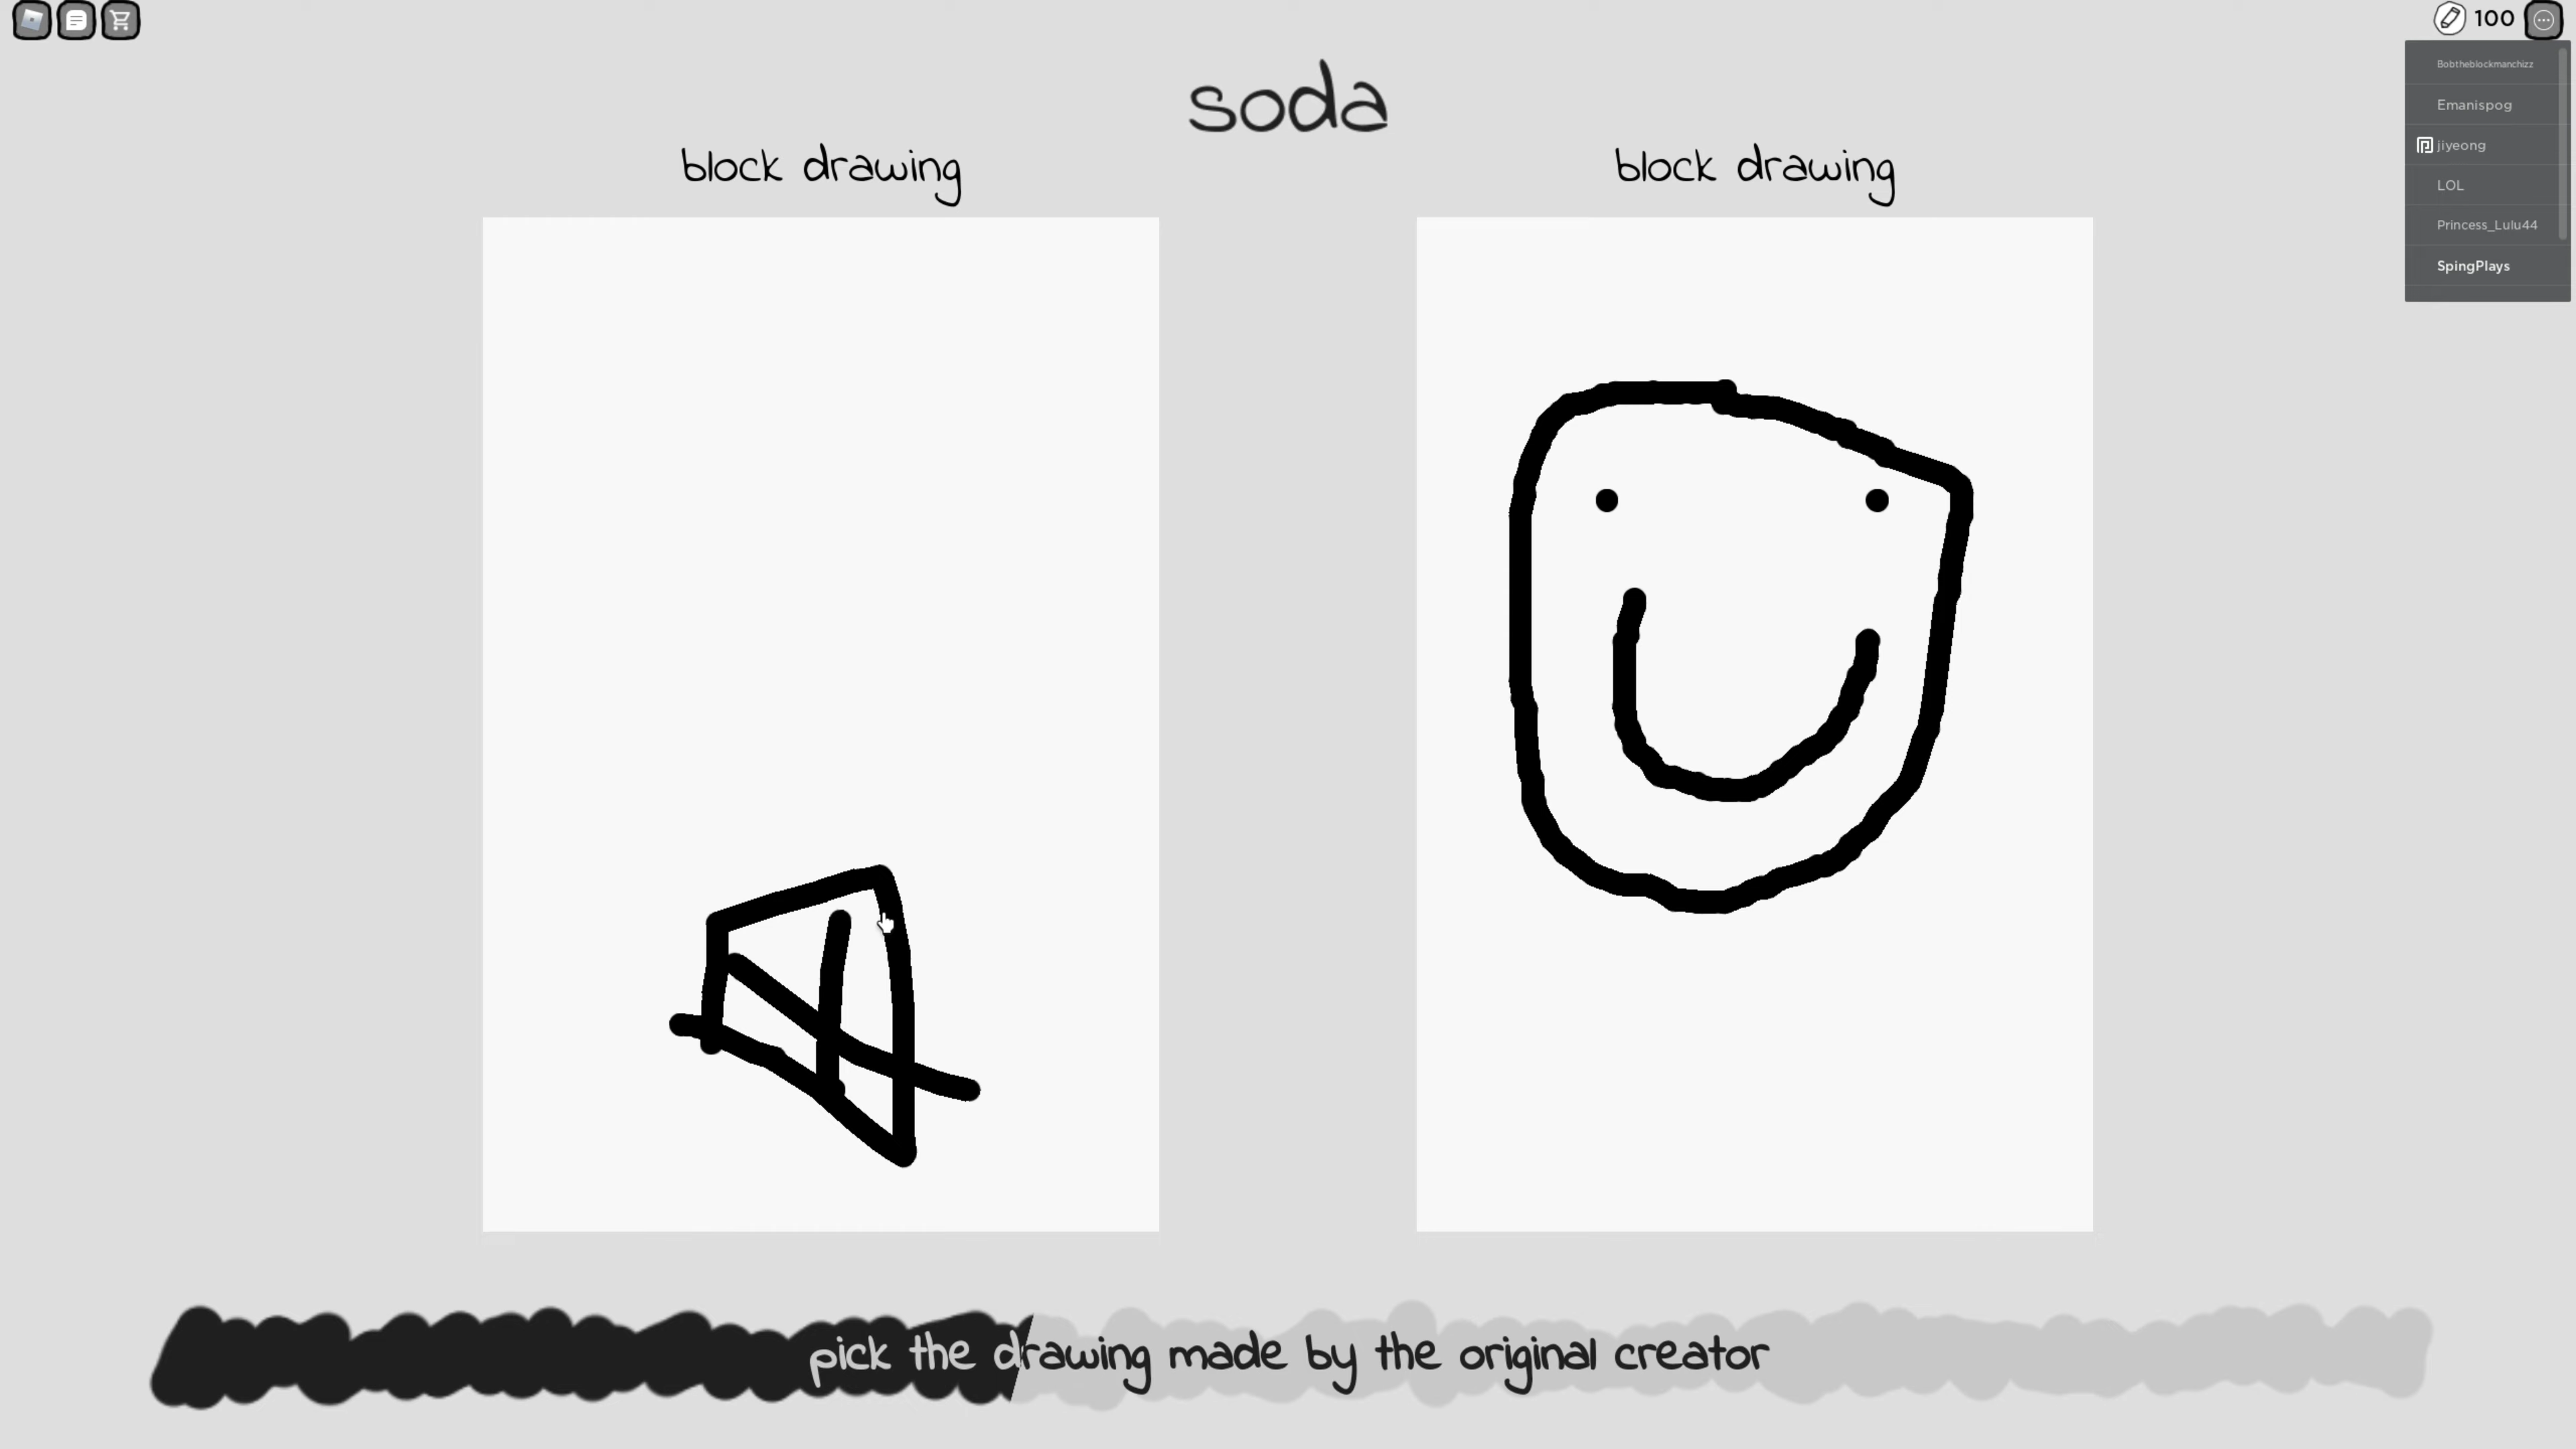 100
Bobtheblockmanchizz
Emanispog
jiyeong
LOL
Princess_Lulu44
SpingPlays
soda
block drawing
block drawing
pick the drawing made by the original creator